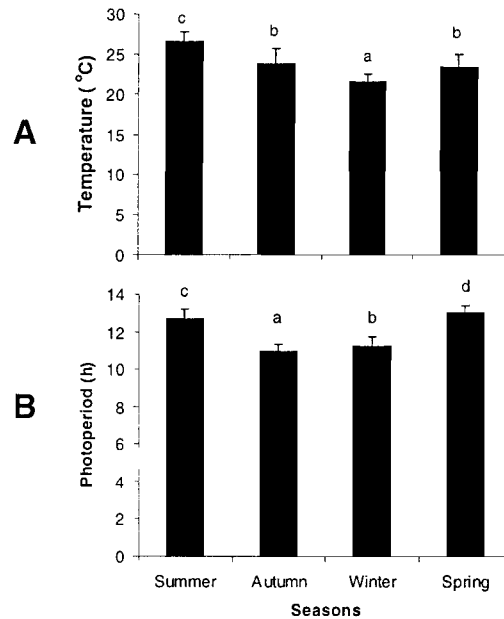 A
Temperature ( °C)
30
25
20
15
10
5
0
c b a b
B
Photoperiod (h)
14
12
10
8
6
4
2
0
c a b d
Summer Autumn Winter Spring
Seasons